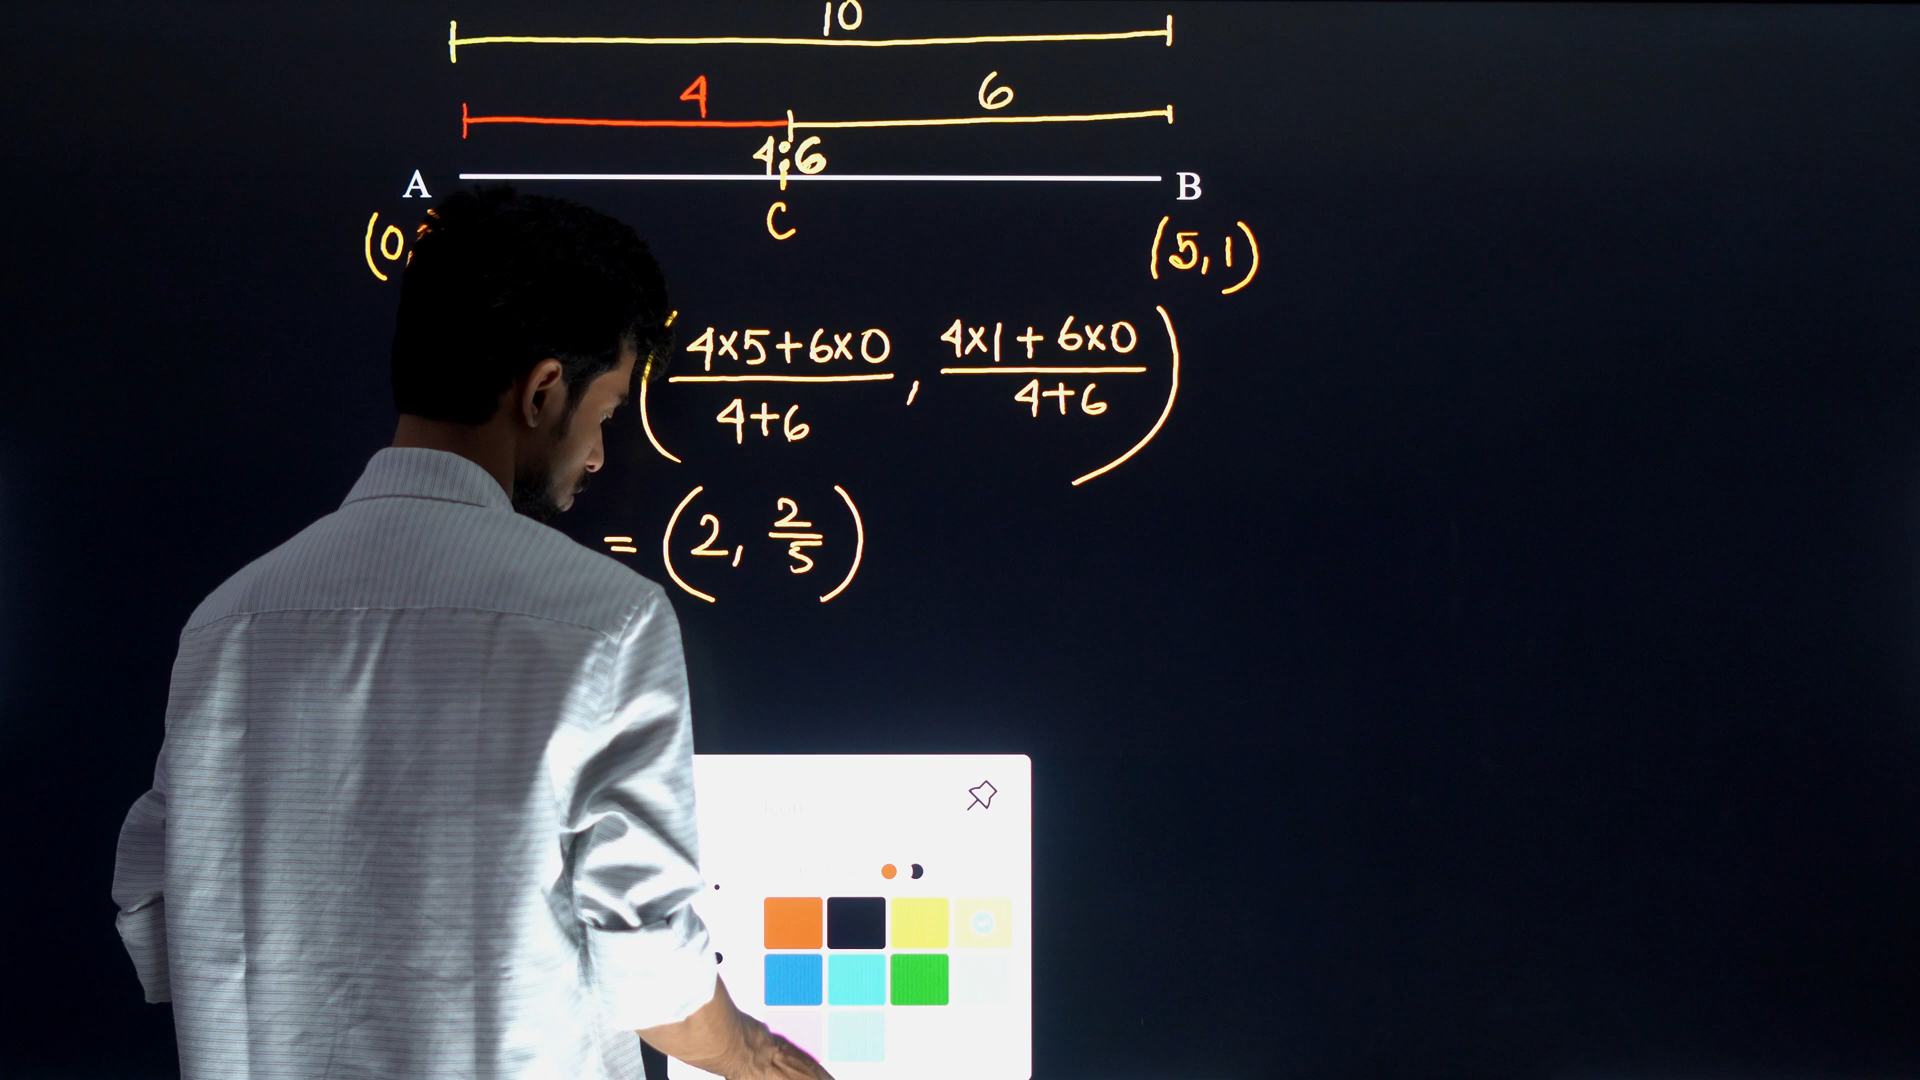 10
4 6
4:6
A B
C
(0, (5,1)
(4×5+6×0/4+6, 4×1+6×0/4+6)
= (2, 2/5)